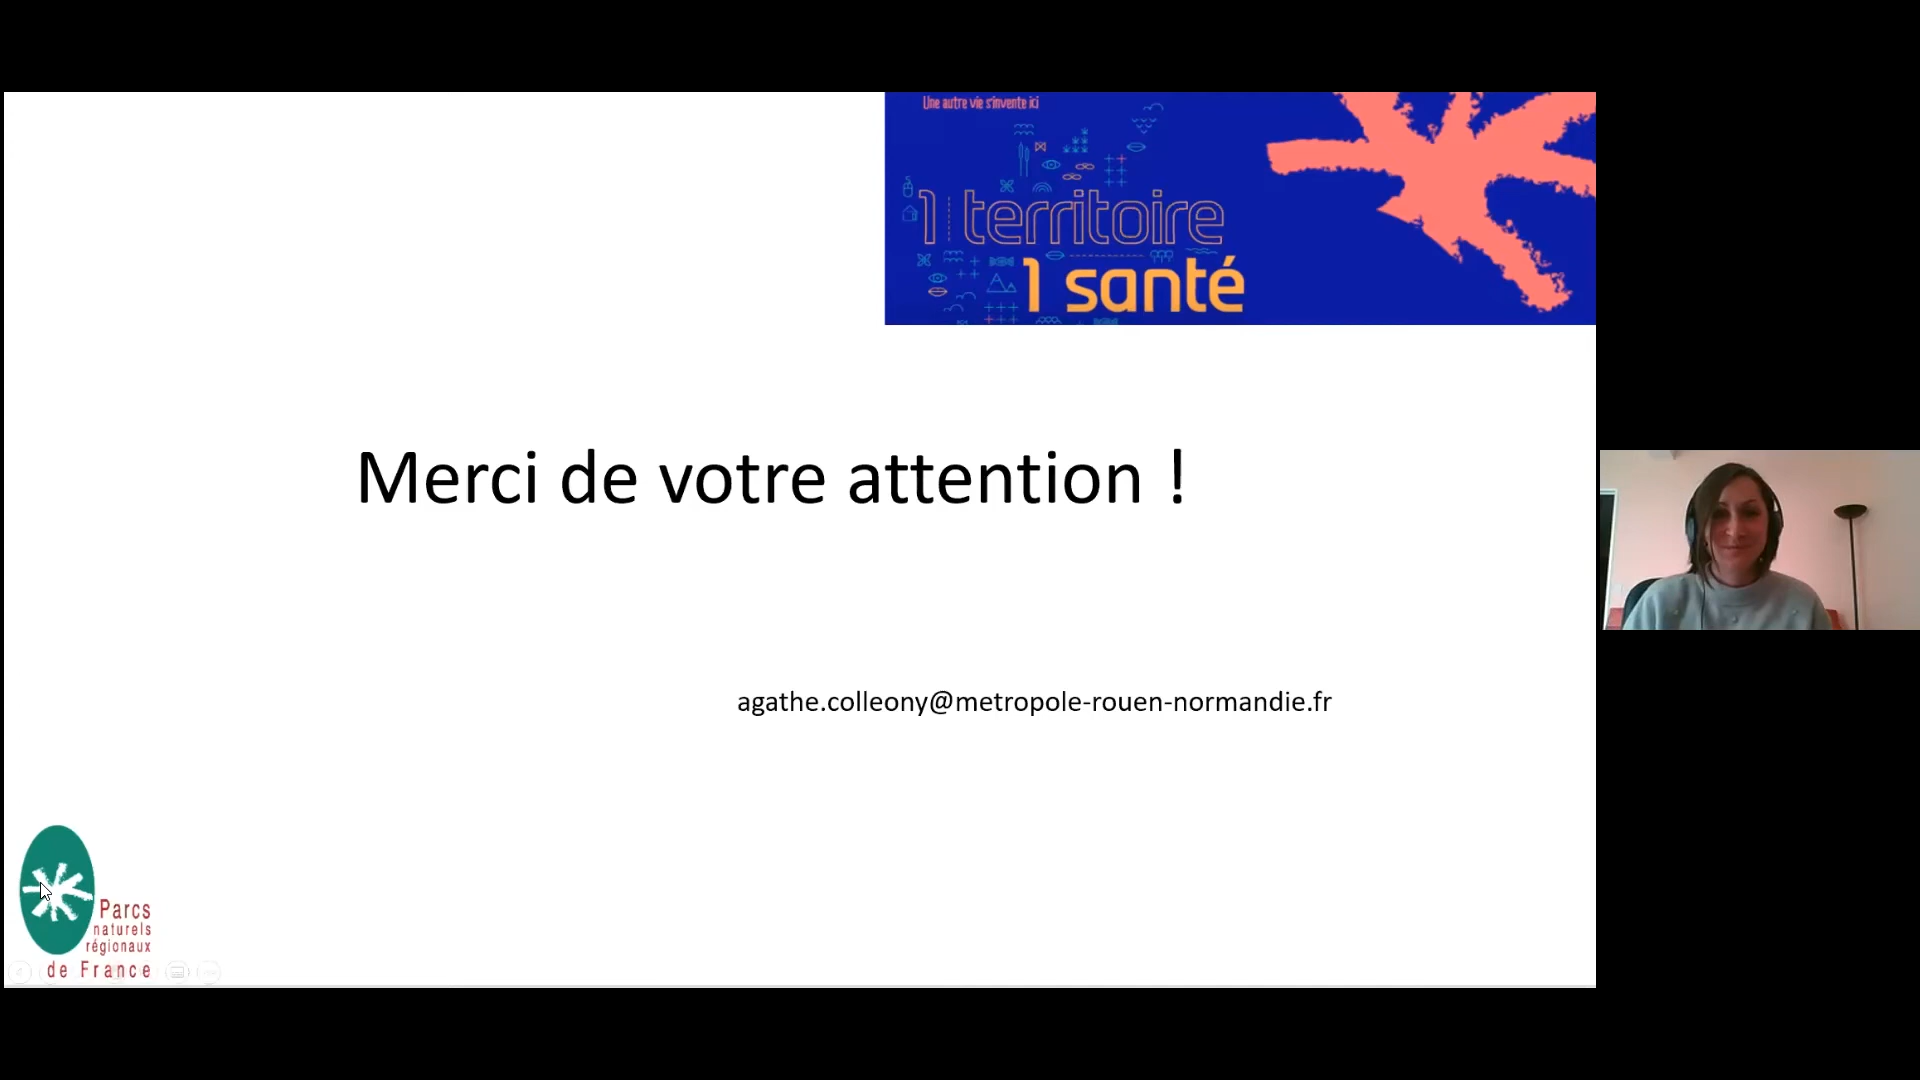 Une autre vie s'invente ici
1 territoire
1 santé
Merci de votre attention !
agathe.colleony@metropole-rouen-normandie.fr
Parcs
naturels
régionaux
de France